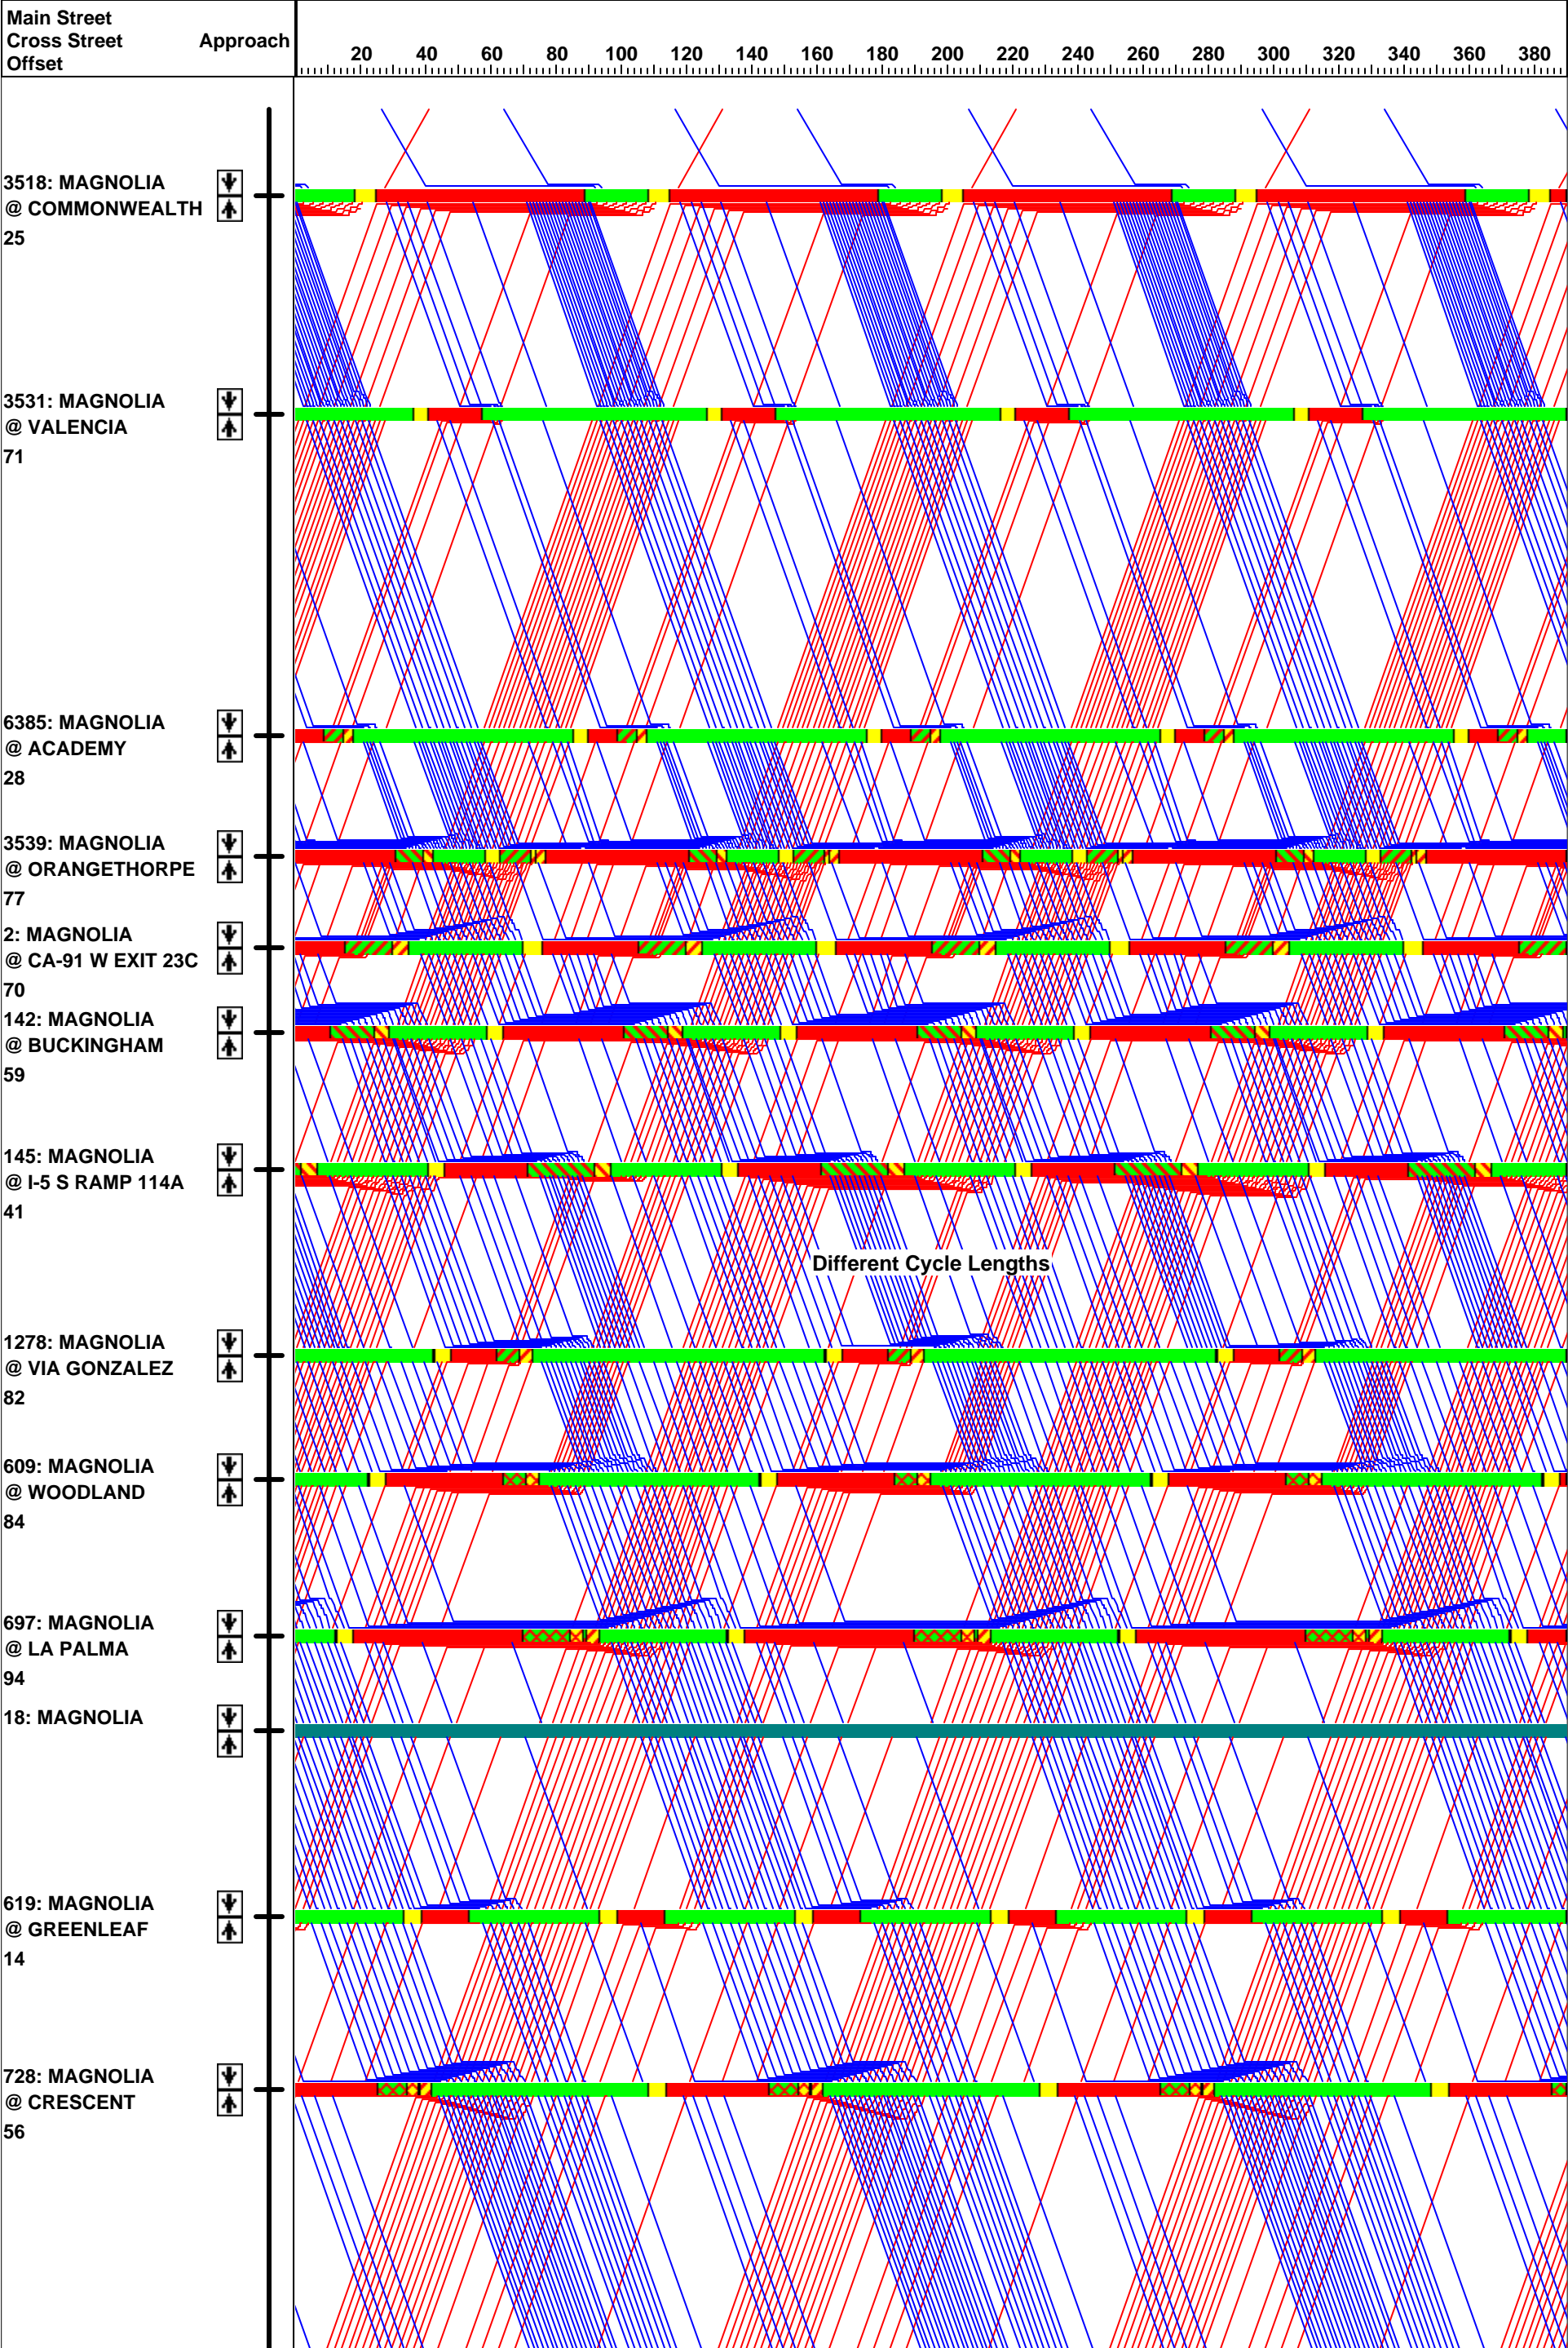 Main Street
Cross Street Approach
Offset
20 40 60 80 100 120 140 160 180 200 220 240 260 280 300 320 340 360 380
3518: MAGNOLIA
@ COMMONWEALTH
25
3531: MAGNOLIA
@ VALENCIA
71
6385: MAGNOLIA
@ ACADEMY
28
3539: MAGNOLIA
@ ORANGETHORPE
77
2: MAGNOLIA
@ CA-91 W EXIT 23C
70
142: MAGNOLIA
@ BUCKINGHAM
59
145: MAGNOLIA
@ I-5 S RAMP 114A
41
Different Cycle Lengths
1278: MAGNOLIA
@ VIA GONZALEZ
82
609: MAGNOLIA
@ WOODLAND
84
697: MAGNOLIA
@ LA PALMA
94
18: MAGNOLIA
619: MAGNOLIA
@ GREENLEAF
14
728: MAGNOLIA
@ CRESCENT
56